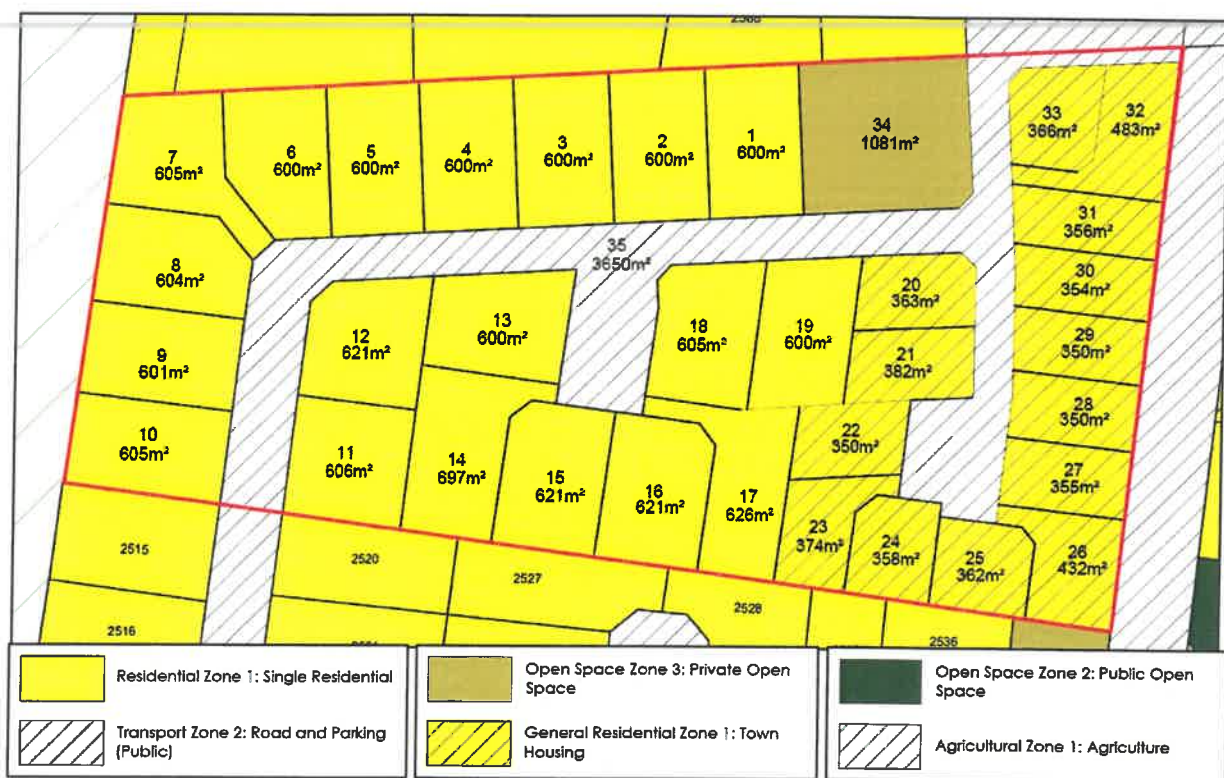 2588
7
605m²
6
600m²
5
600m²
4
600m²
3
600m²
2
600m²
1
600m²
34
1081m²
33
366m²
32
483m²
31
356m²
30
354m²
29
350m²
28
350m²
27
355m²
26
432m²
35
3650m²
8
604m²
9
601m²
10
605m²
12
621m²
13
600m²
11
606m²
14
697m²
15
621m²
16
621m²
17
626m²
18
605m²
19
600m²
20
363m²
21
382m²
22
350m²
23
374m²
24
358m²
25
362m²
2515
2516
2520
2527
2528
2536
Residential Zone 1: Single Residential
Transport Zone 2: Road and Parking
(Public)
Open Space Zone 3: Private Open
Space
General Residential Zone 1: Town
Housing
Open Space Zone 2: Public Open
Space
Agricultural Zone 1: Agriculture